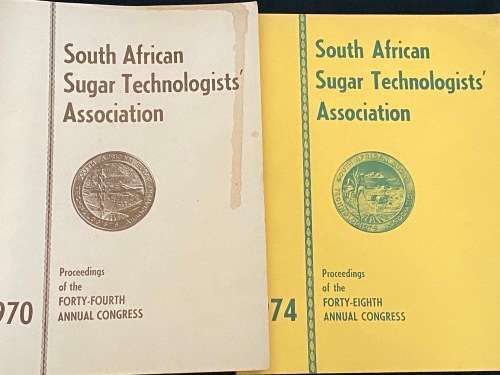 South African
Sugar Technologists'
Association
Proceedings
of the
FORTY-FOURTH
ANNUAL CONGRESS
970
South African
Sugar Technologists'
Association
Proceedings
of the
FORTY-EIGHTH
ANNUAL CONGRESS
74